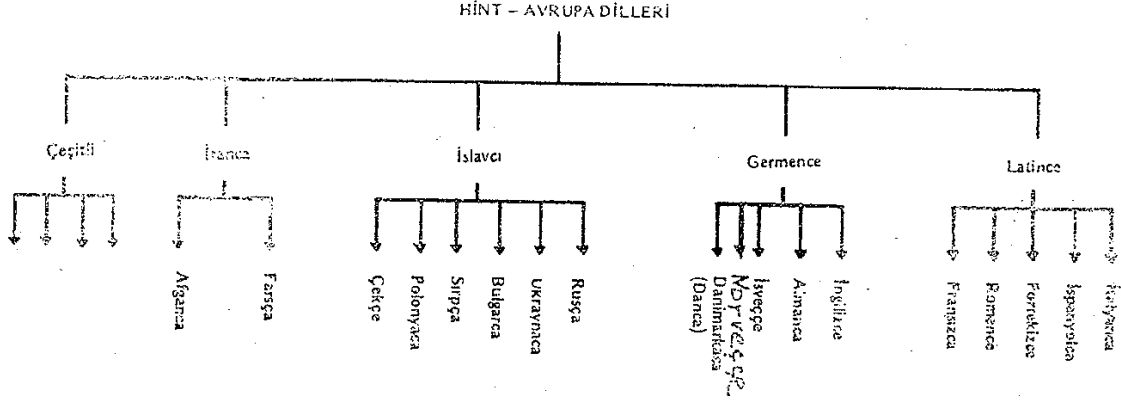 HİNT – AVRUPA DİLLERİ
Çeşitli
İranca
İslavcı
Germence
Latince
Afganca
Farsça
Çekçe
Polonyaca
Sırpça
Bulgarca
Ukraynaca
Rusça
Danimarkaca
(Danca)
Norveççe
İsveççe
Almanca
İngilizce
Fransızca
Romence
Portekizce
İspanyolca
İtalyanca